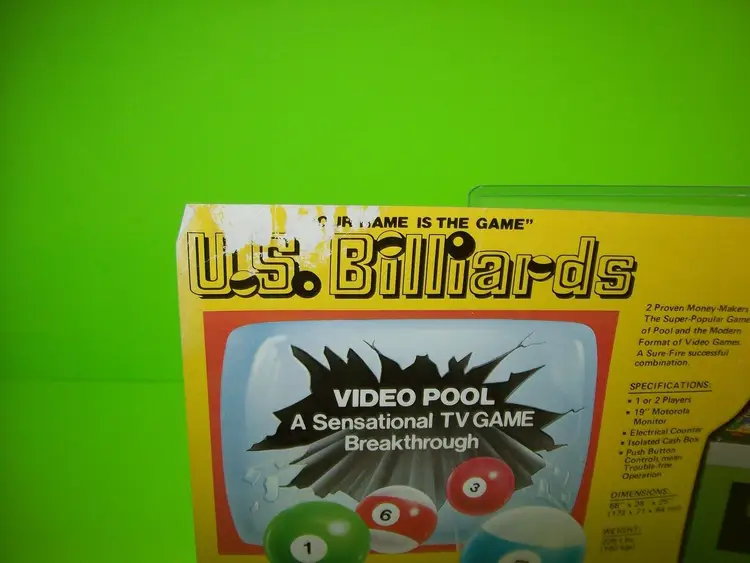 "OUR GAME IS THE GAME"
U.S. Billiards
VIDEO POOL
A Sensational TV GAME
Breakthrough
3
6
1
2 Proven Money-Makers
The Super-Popular Game
of Pool and the Modern
Format of Video Games.
A Sure-Fire successful
combination.
SPECIFICATIONS:
• 1 or 2 Players
• 19" Motorola
Monitor
• Electrical Counter
• Isolated Cash Box
• Push Button
Controls mean
Trouble-free
Operation
DIMENSIONS:
WEIGHT: